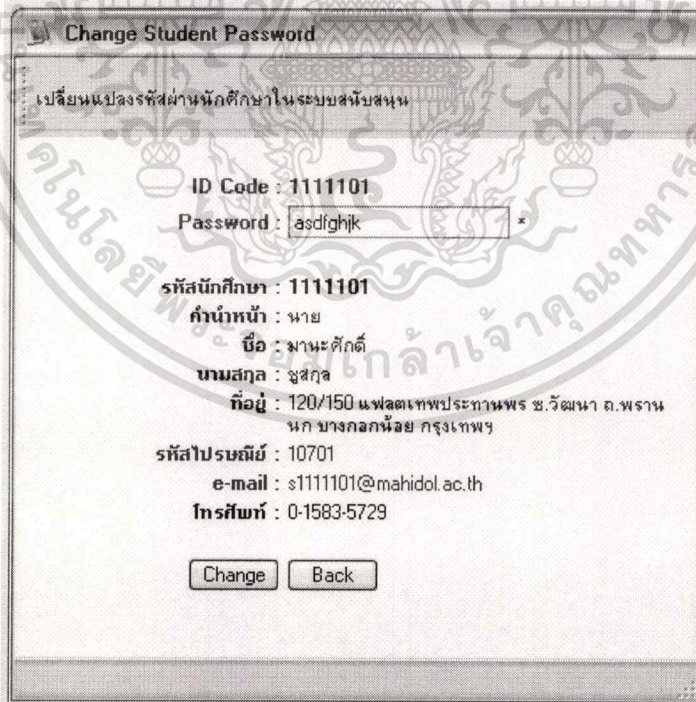 Change Student Password
เปลี่ยนแปลงรหัสผ่านนักศึกษาในระบบสนับสนุน
ID Code : 1111101
Password : asdfghjk *
รหัสนักศึกษา : 1111101
คำนำหน้า : นาย
ชื่อ : มานะศักดิ์
นามสกุล : ชูสกุล
ที่อยู่ : 120/150 แฟลตเทพประทานพร ซ.วัฒนา ถ.พราน
นก บางกอกน้อย กรุงเทพฯ
รหัสไปรษณีย์ : 10701
e-mail : s1111101@mahidol.ac.th
โทรศัพท์ : 0-1583-5729
Change Back